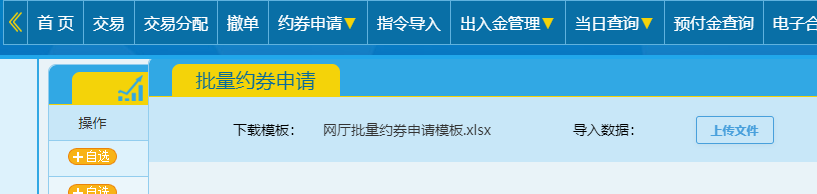 首 页 交易 交易分配 撤单 约券申请▼ 指令导入 出入金管理▼ 当日查询▼ 预付金查询 电子合
批量约券申请
操作 下载模板： 网厅批量约券申请模板.xlsx 导入数据： 上传文件
+自选
+自选